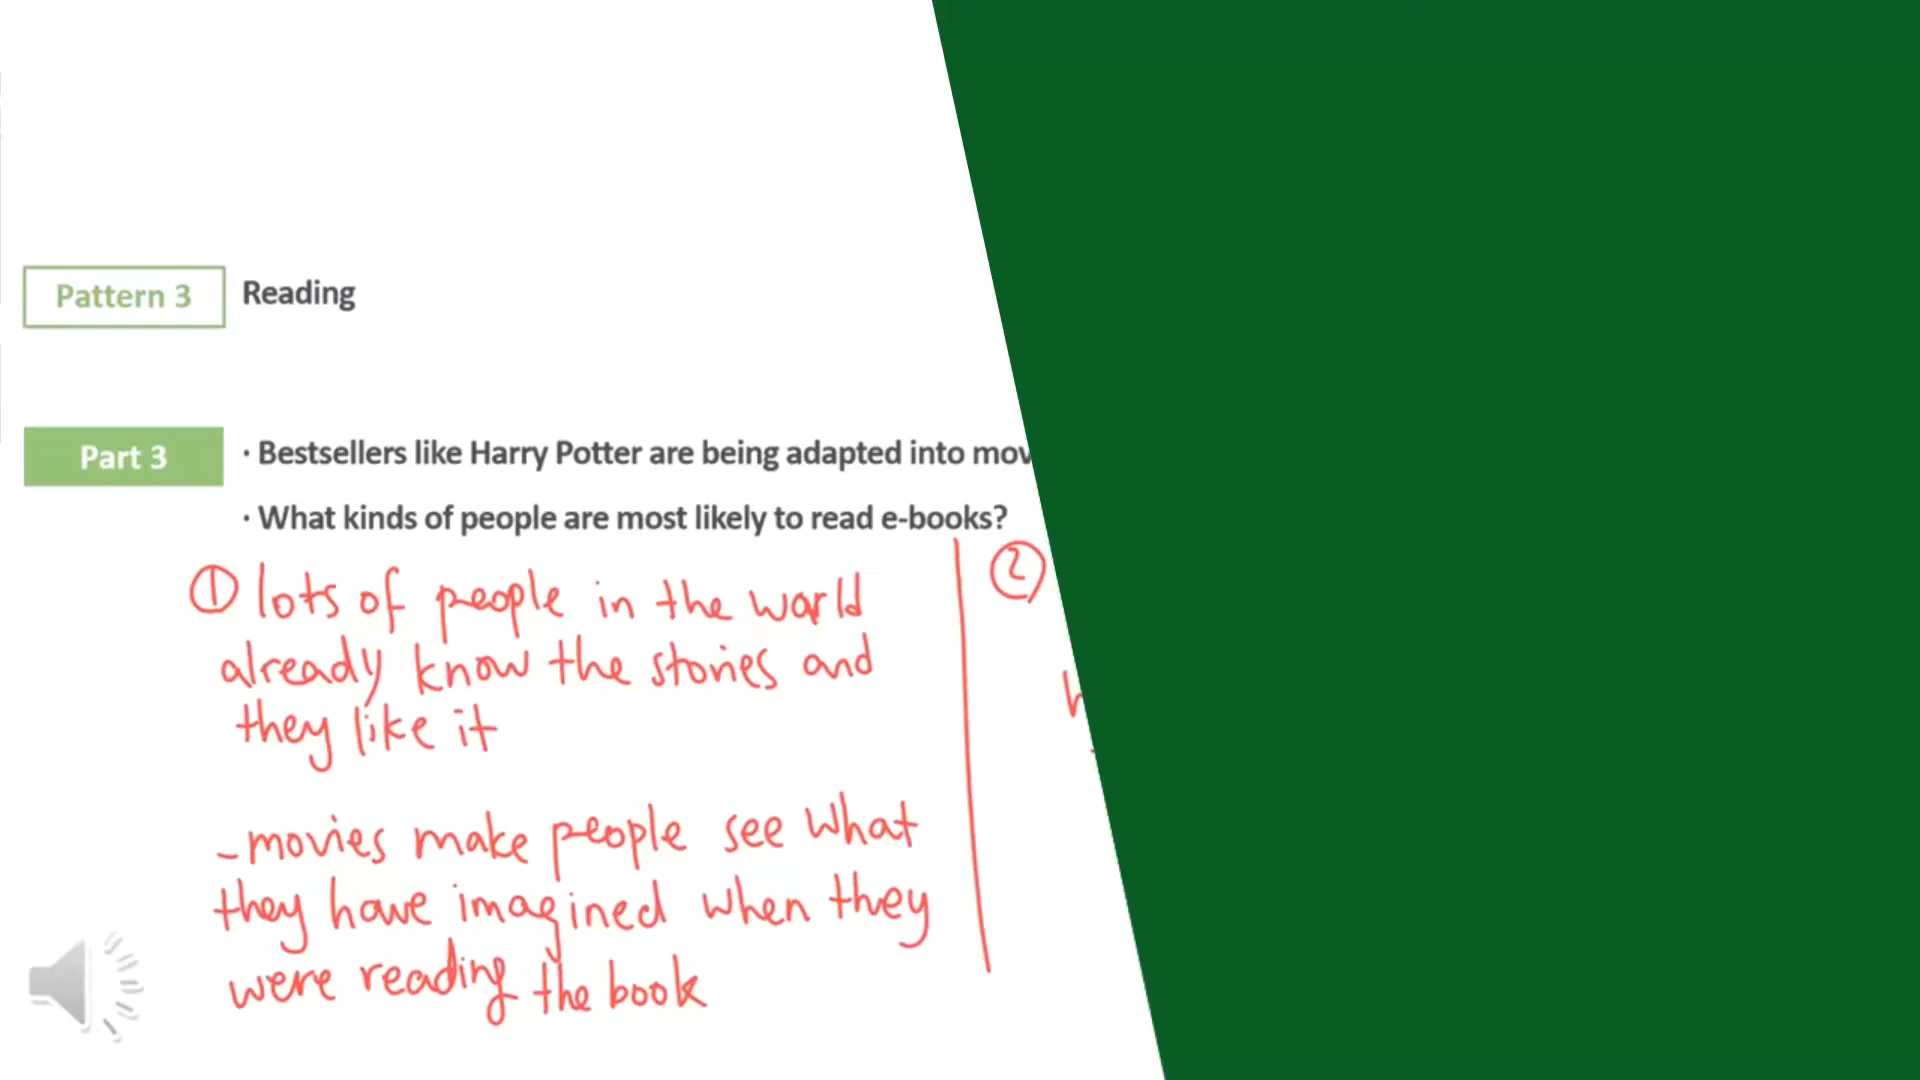 Pattern 3 Reading
Part 3 · Bestsellers like Harry Potter are being adapted into
· What kinds of people are most likely to read e-books?
① lots of people in the world
already know the stories and
they like it
- movies make people see what
they have imagined when they
were reading the book
②